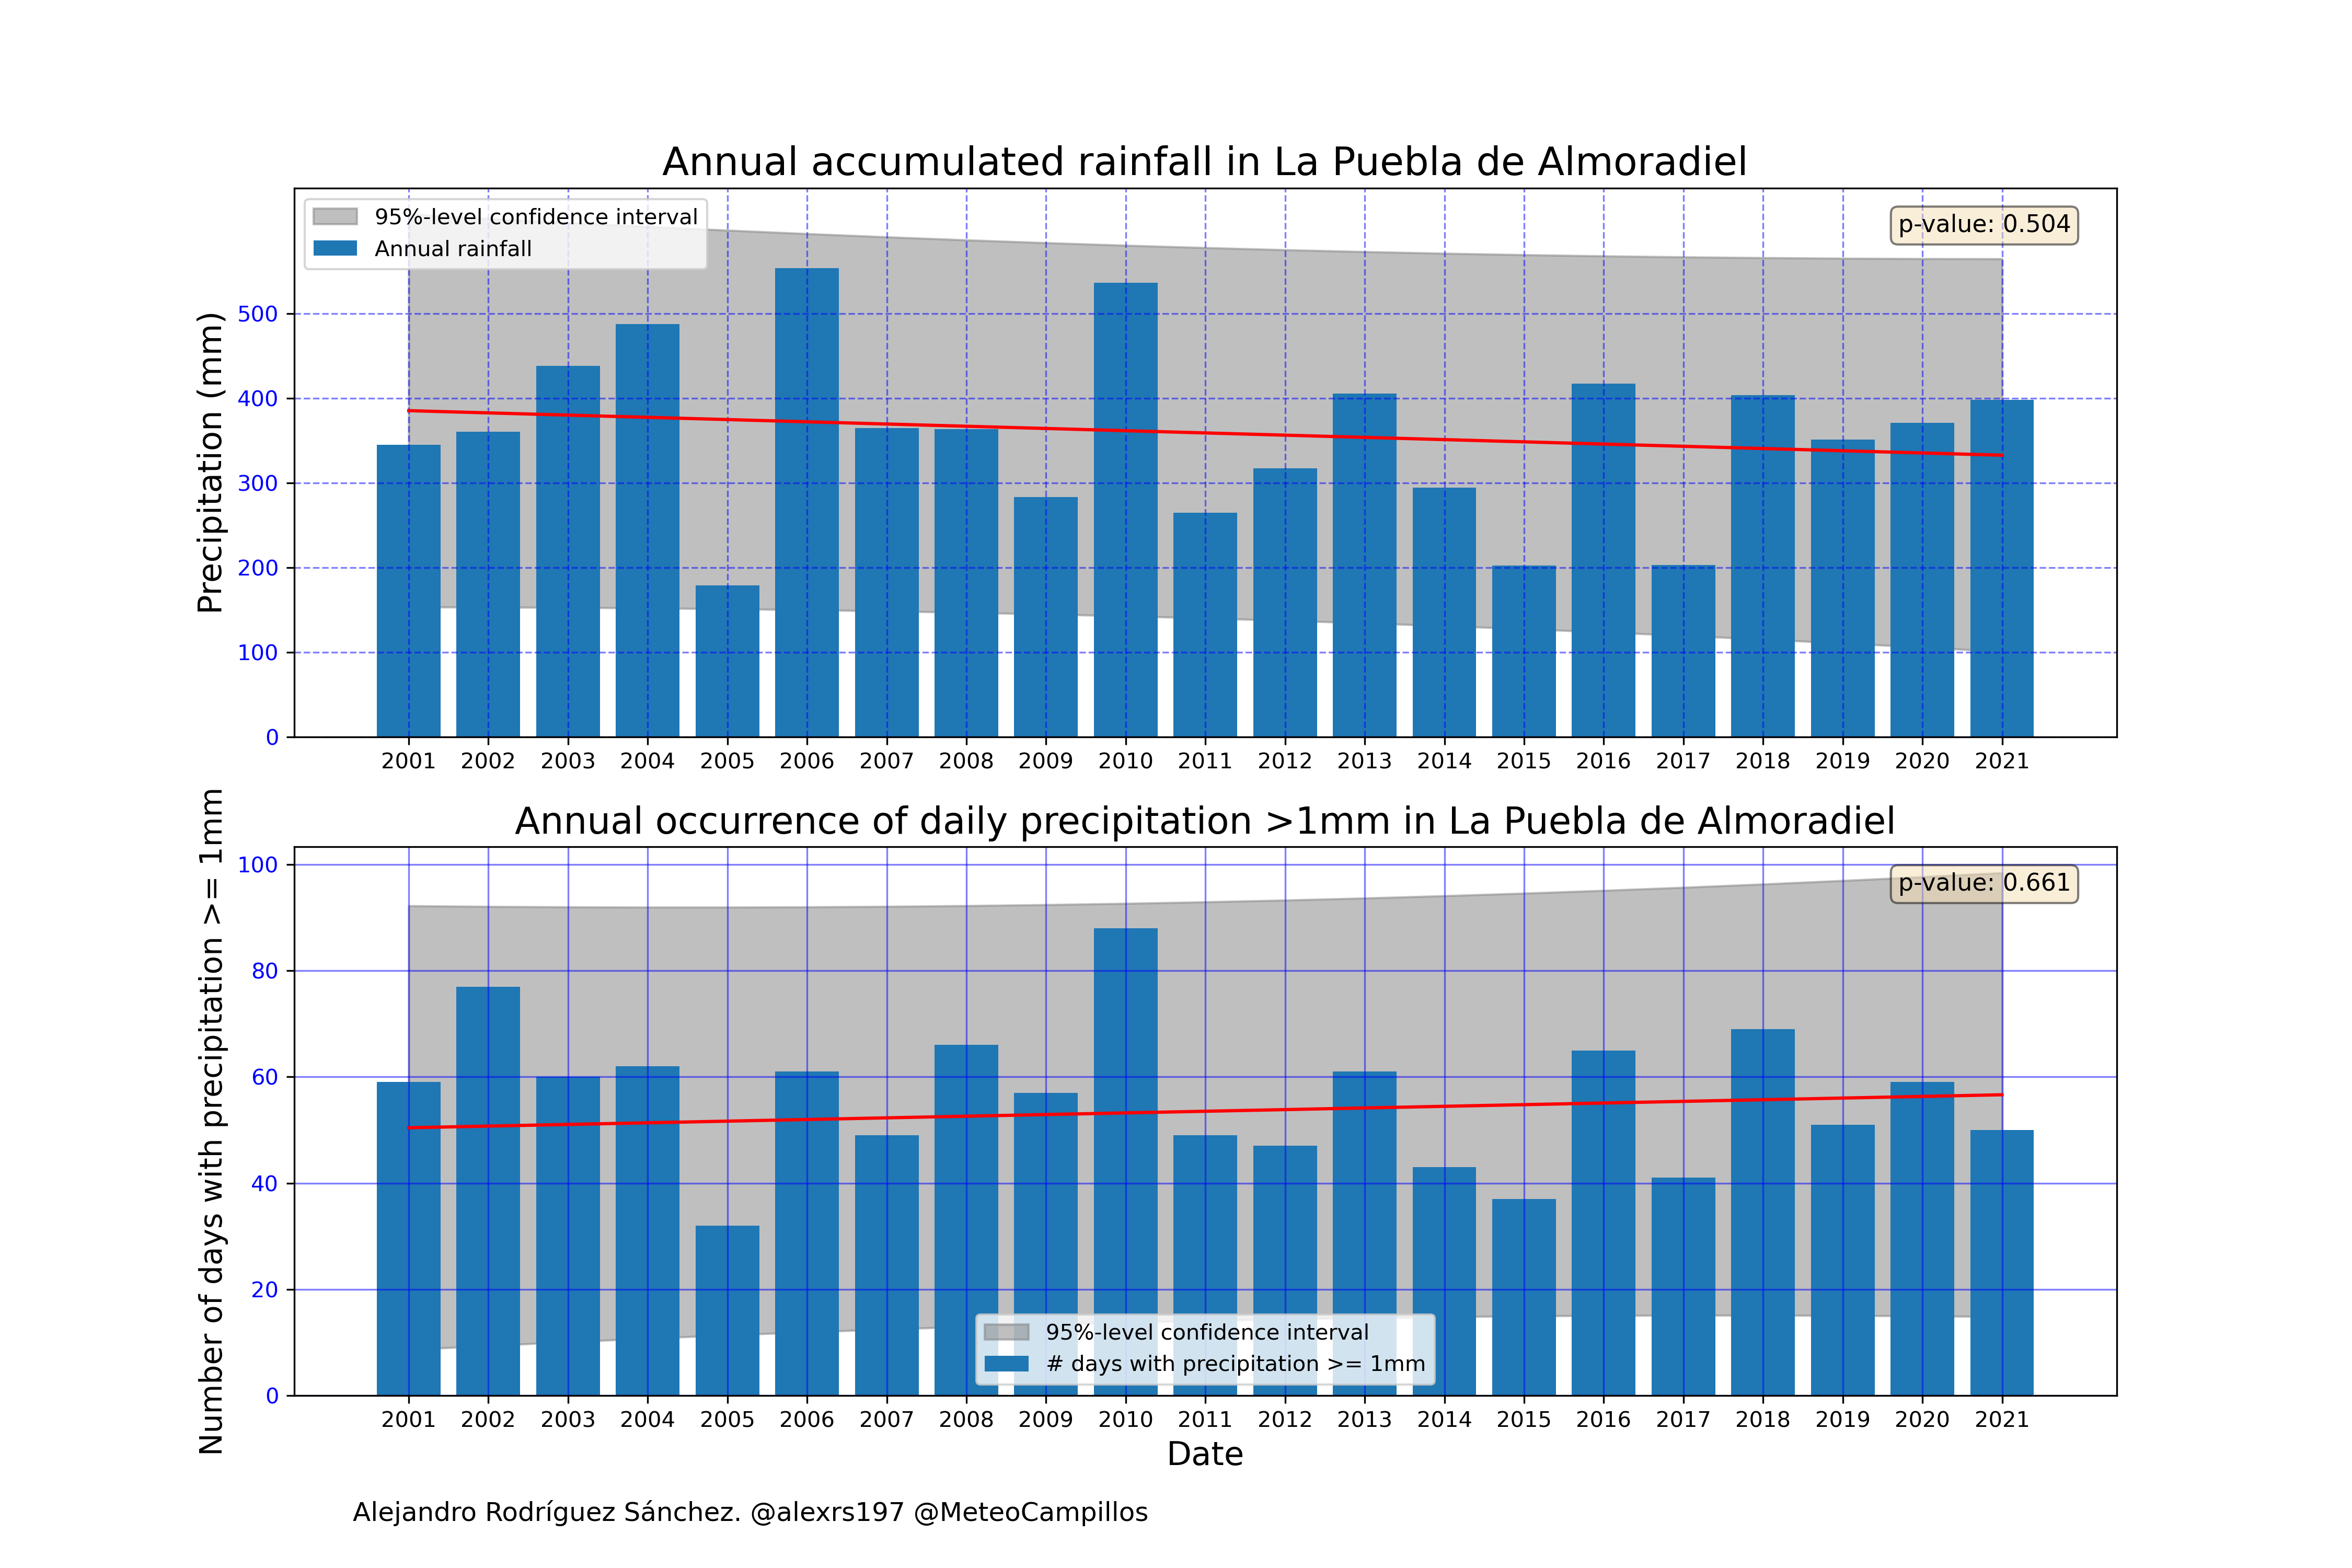 Annual accumulated rainfall in La Puebla de Almoradiel
95%-level confidence interval
Annual rainfall
p-value: 0.504
Precipitation (mm)
500
400
300
200
100
0
2001 2002 2003 2004 2005 2006 2007 2008 2009 2010 2011 2012 2013 2014 2015 2016 2017 2018 2019 2020 2021
Annual occurrence of daily precipitation >1mm in La Puebla de Almoradiel
p-value: 0.661
Number of days with precipitation >= 1mm
100
80
60
40
20
0
95%-level confidence interval
# days with precipitation >= 1mm
2001 2002 2003 2004 2005 2006 2007 2008 2009 2010 2011 2012 2013 2014 2015 2016 2017 2018 2019 2020 2021
Date
Alejandro Rodríguez Sánchez. @alexrs197 @MeteoCampillos